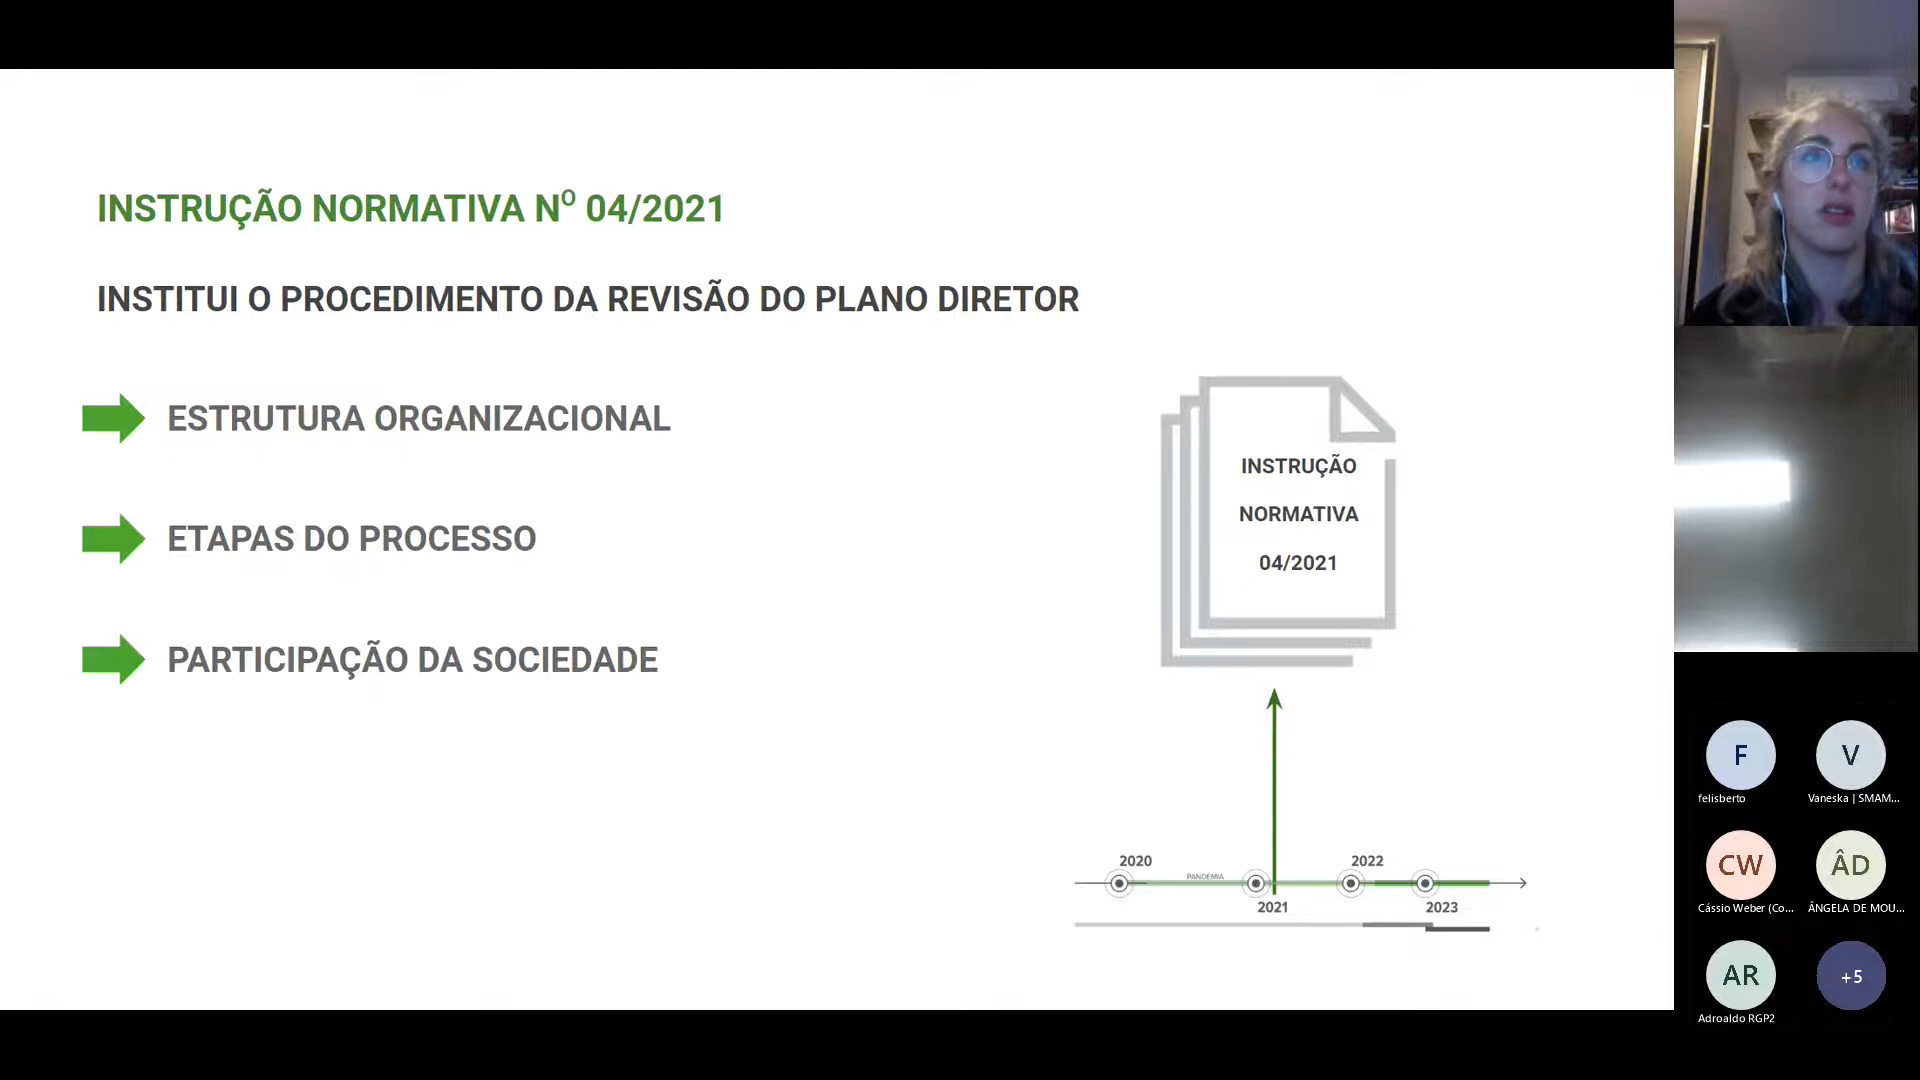 INSTRUÇÃO NORMATIVA Nº 04/2021
INSTITUI O PROCEDIMENTO DA REVISÃO DO PLANO DIRETOR
ESTRUTURA ORGANIZACIONAL
ETAPAS DO PROCESSO
PARTICIPAÇÃO DA SOCIEDADE
INSTRUÇÃO
NORMATIVA
04/2021
2020
PANDEMIA
2022
2021
2023
F
V
felisberto
Vaneska | SMAM...
CW
ÂD
Cássio Weber (Co...
ÂNGELA DE MOU...
AR
+5
Adroaldo RGP2